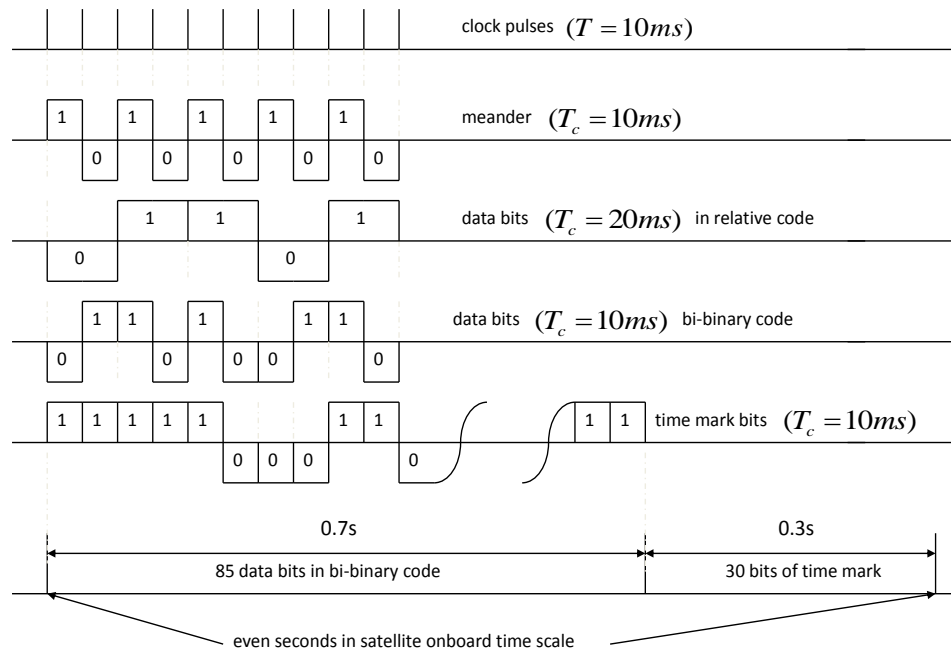 clock pulses (T = 10ms)
1 1 1 1 1
meander (T_c = 10ms)
0 0 0 0 0
1 1 1
data bits (T_c = 20ms) in relative code
0 0
1 1 1 1 1
data bits (T_c = 10ms) bi-binary code
0 0 0 0 0
1 1 1 1 1 1 1 1 1
time mark bits (T_c = 10ms)
0 0 0 0
0.7s 0.3s
85 data bits in bi-binary code 30 bits of time mark
even seconds in satellite onboard time scale